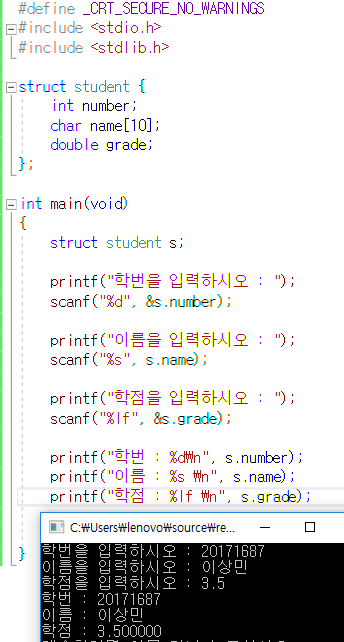 #define _CRT_SECURE_NO_WARNINGS
#include <stdio.h>
#include <stdlib.h>
struct student {
int number;
char name[10];
double grade;
};
int main(void)
{
struct student s;
printf("학번을 입력하시오 : ");
scanf("%d", &s.number);
printf("이름을 입력하시오 : ");
scanf("%s", s.name);
printf("학점을 입력하시오 : ");
scanf("%lf", &s.grade);
printf("학번 : %d₩n", s.number);
printf("이름 : %s ₩n", s.name);
printf("학점 : %lf ₩n", s.grade);
}
C:₩Users₩lenovo₩source₩re...
학번을 입력하시오 : 20171687
이름을 입력하시오 : 이상민
학점을 입력하시오 : 3.5
학번 : 20171687
이름 : 이상민
학점 : 3.500000